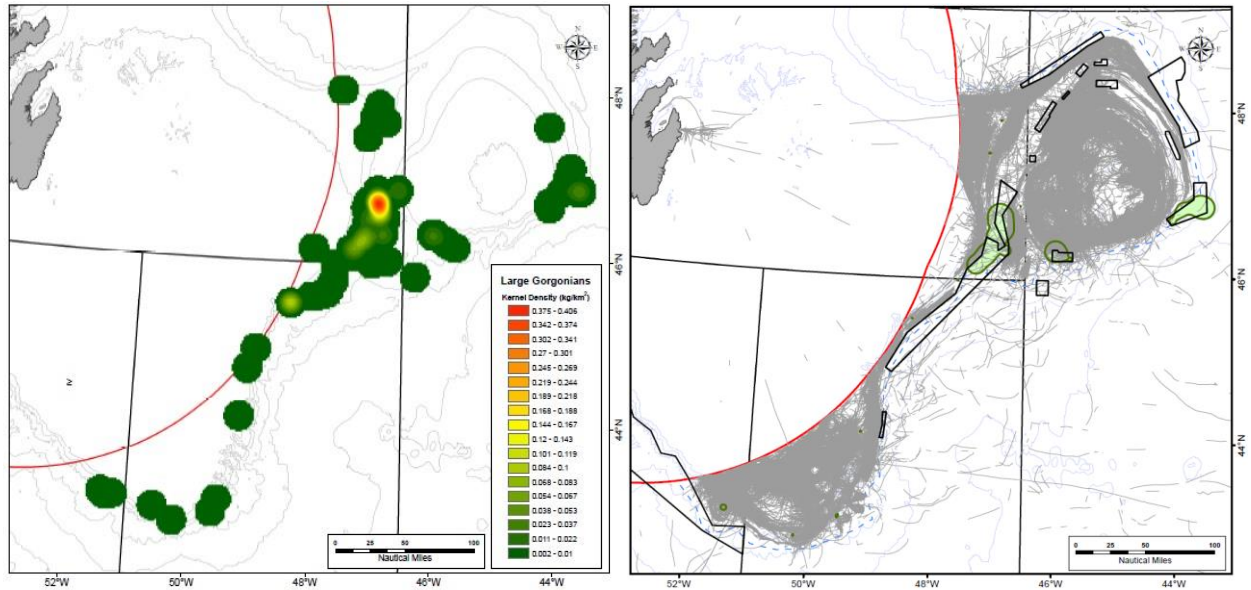 N
W E
S
48°N
46°N
44°N
IV
Large Gorgonians
Kernel Density (kg/km²)
0.375 - 0.406
0.342 - 0.374
0.302 - 0.341
0.27 - 0.301
0.245 - 0.269
0.219 - 0.244
0.189 - 0.218
0.168 - 0.188
0.144 - 0.167
0.12 - 0.143
0.101 - 0.119
0.084 - 0.1
0.068 - 0.083
0.054 - 0.067
0.038 - 0.053
0.023 - 0.037
0.011 - 0.022
0.002 - 0.01
0 25 50 100
Nautical Miles
52°W 50°W 48°W 46°W 44°W
N
W E
S
48°N
46°N
44°N
0 25 50 100
Nautical Miles
52°W 50°W 48°W 46°W 44°W